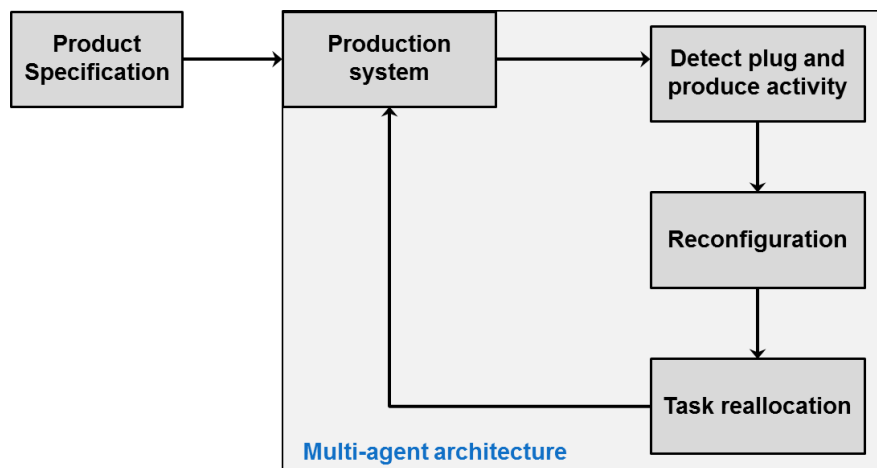 Product
Specification
Production
system
Detect plug and
produce activity
Reconfiguration
Task reallocation
Multi-agent architecture